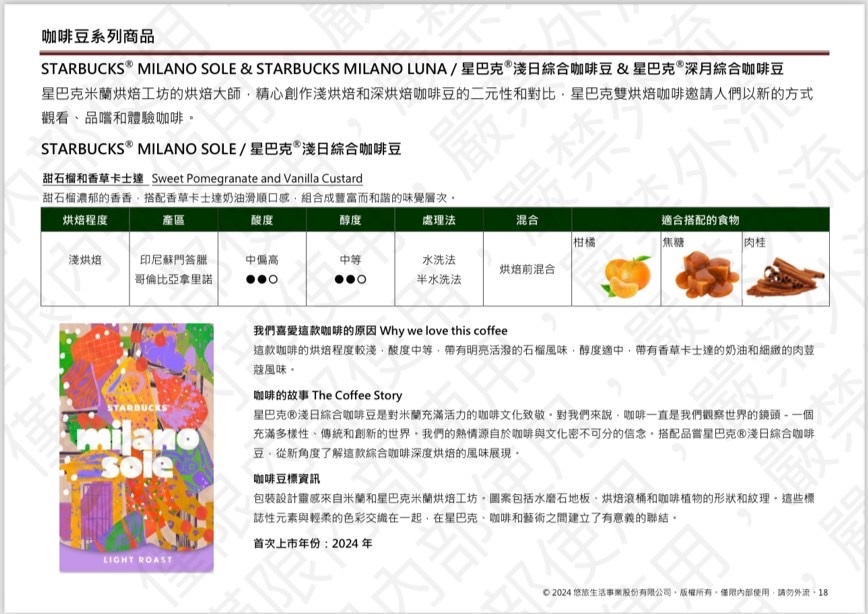 咖啡豆系列商品
STARBUCKS® MILANO SOLE & STARBUCKS MILANO LUNA / 星巴克®淺日綜合咖啡豆 & 星巴克®深月綜合咖啡豆
星巴克米蘭烘焙工坊的烘焙大師，精心創作淺烘焙和深烘焙咖啡豆的二元性和對比，星巴克雙烘焙咖啡邀請人們以新的方式
觀看、品嚐和體驗咖啡。
STARBUCKS® MILANO SOLE / 星巴克®淺日綜合咖啡豆
甜石榴和香草卡士達 Sweet Pomegranate and Vanilla Custard
甜石榴濃郁的香香，搭配香草卡士達奶油滑順口感，組合成豐富而和諧的味覺層次。
烘焙程度 產區 酸度 醇度 處理法 混合 適合搭配的食物
柑橘 焦糖 肉桂
淺烘焙 印尼蘇門答臘 中偏高 中等 水洗法 烘焙前混合
哥倫比亞拿里諾 ●●○ ●●○ 半水洗法
我們喜愛這款咖啡的原因 Why we love this coffee
這款咖啡的烘焙程度較淺，酸度中等，帶有明亮活潑的石榴風味，醇度適中，帶有香草卡士達的奶油和細緻的肉荳
蔻風味。
咖啡的故事 The Coffee Story
星巴克®淺日綜合咖啡豆是對米蘭充滿活力的咖啡文化致敬。對我們來說，咖啡一直是我們觀察世界的鏡頭－一個
充滿多樣性、傳統和創新的世界。我們的熱情源自於咖啡與文化密不可分的信念。搭配品嘗星巴克®淺日綜合咖啡
豆，從新角度了解這款綜合咖啡深度烘焙的風味展現。
咖啡豆標資訊
包裝設計靈感來自米蘭和星巴克米蘭烘焙工坊。圖案包括水磨石地板、烘焙滾桶和咖啡植物的形狀和紋理。這些標
誌性元素與輕柔的色彩交織在一起，在星巴克、咖啡和藝術之間建立了有意義的聯結。
首次上市年份：2024 年
STARBUCKS
milano
sole
LIGHT ROAST
© 2024 悠旅生活事業股份有限公司。版權所有。僅限內部使用，請勿外流。18